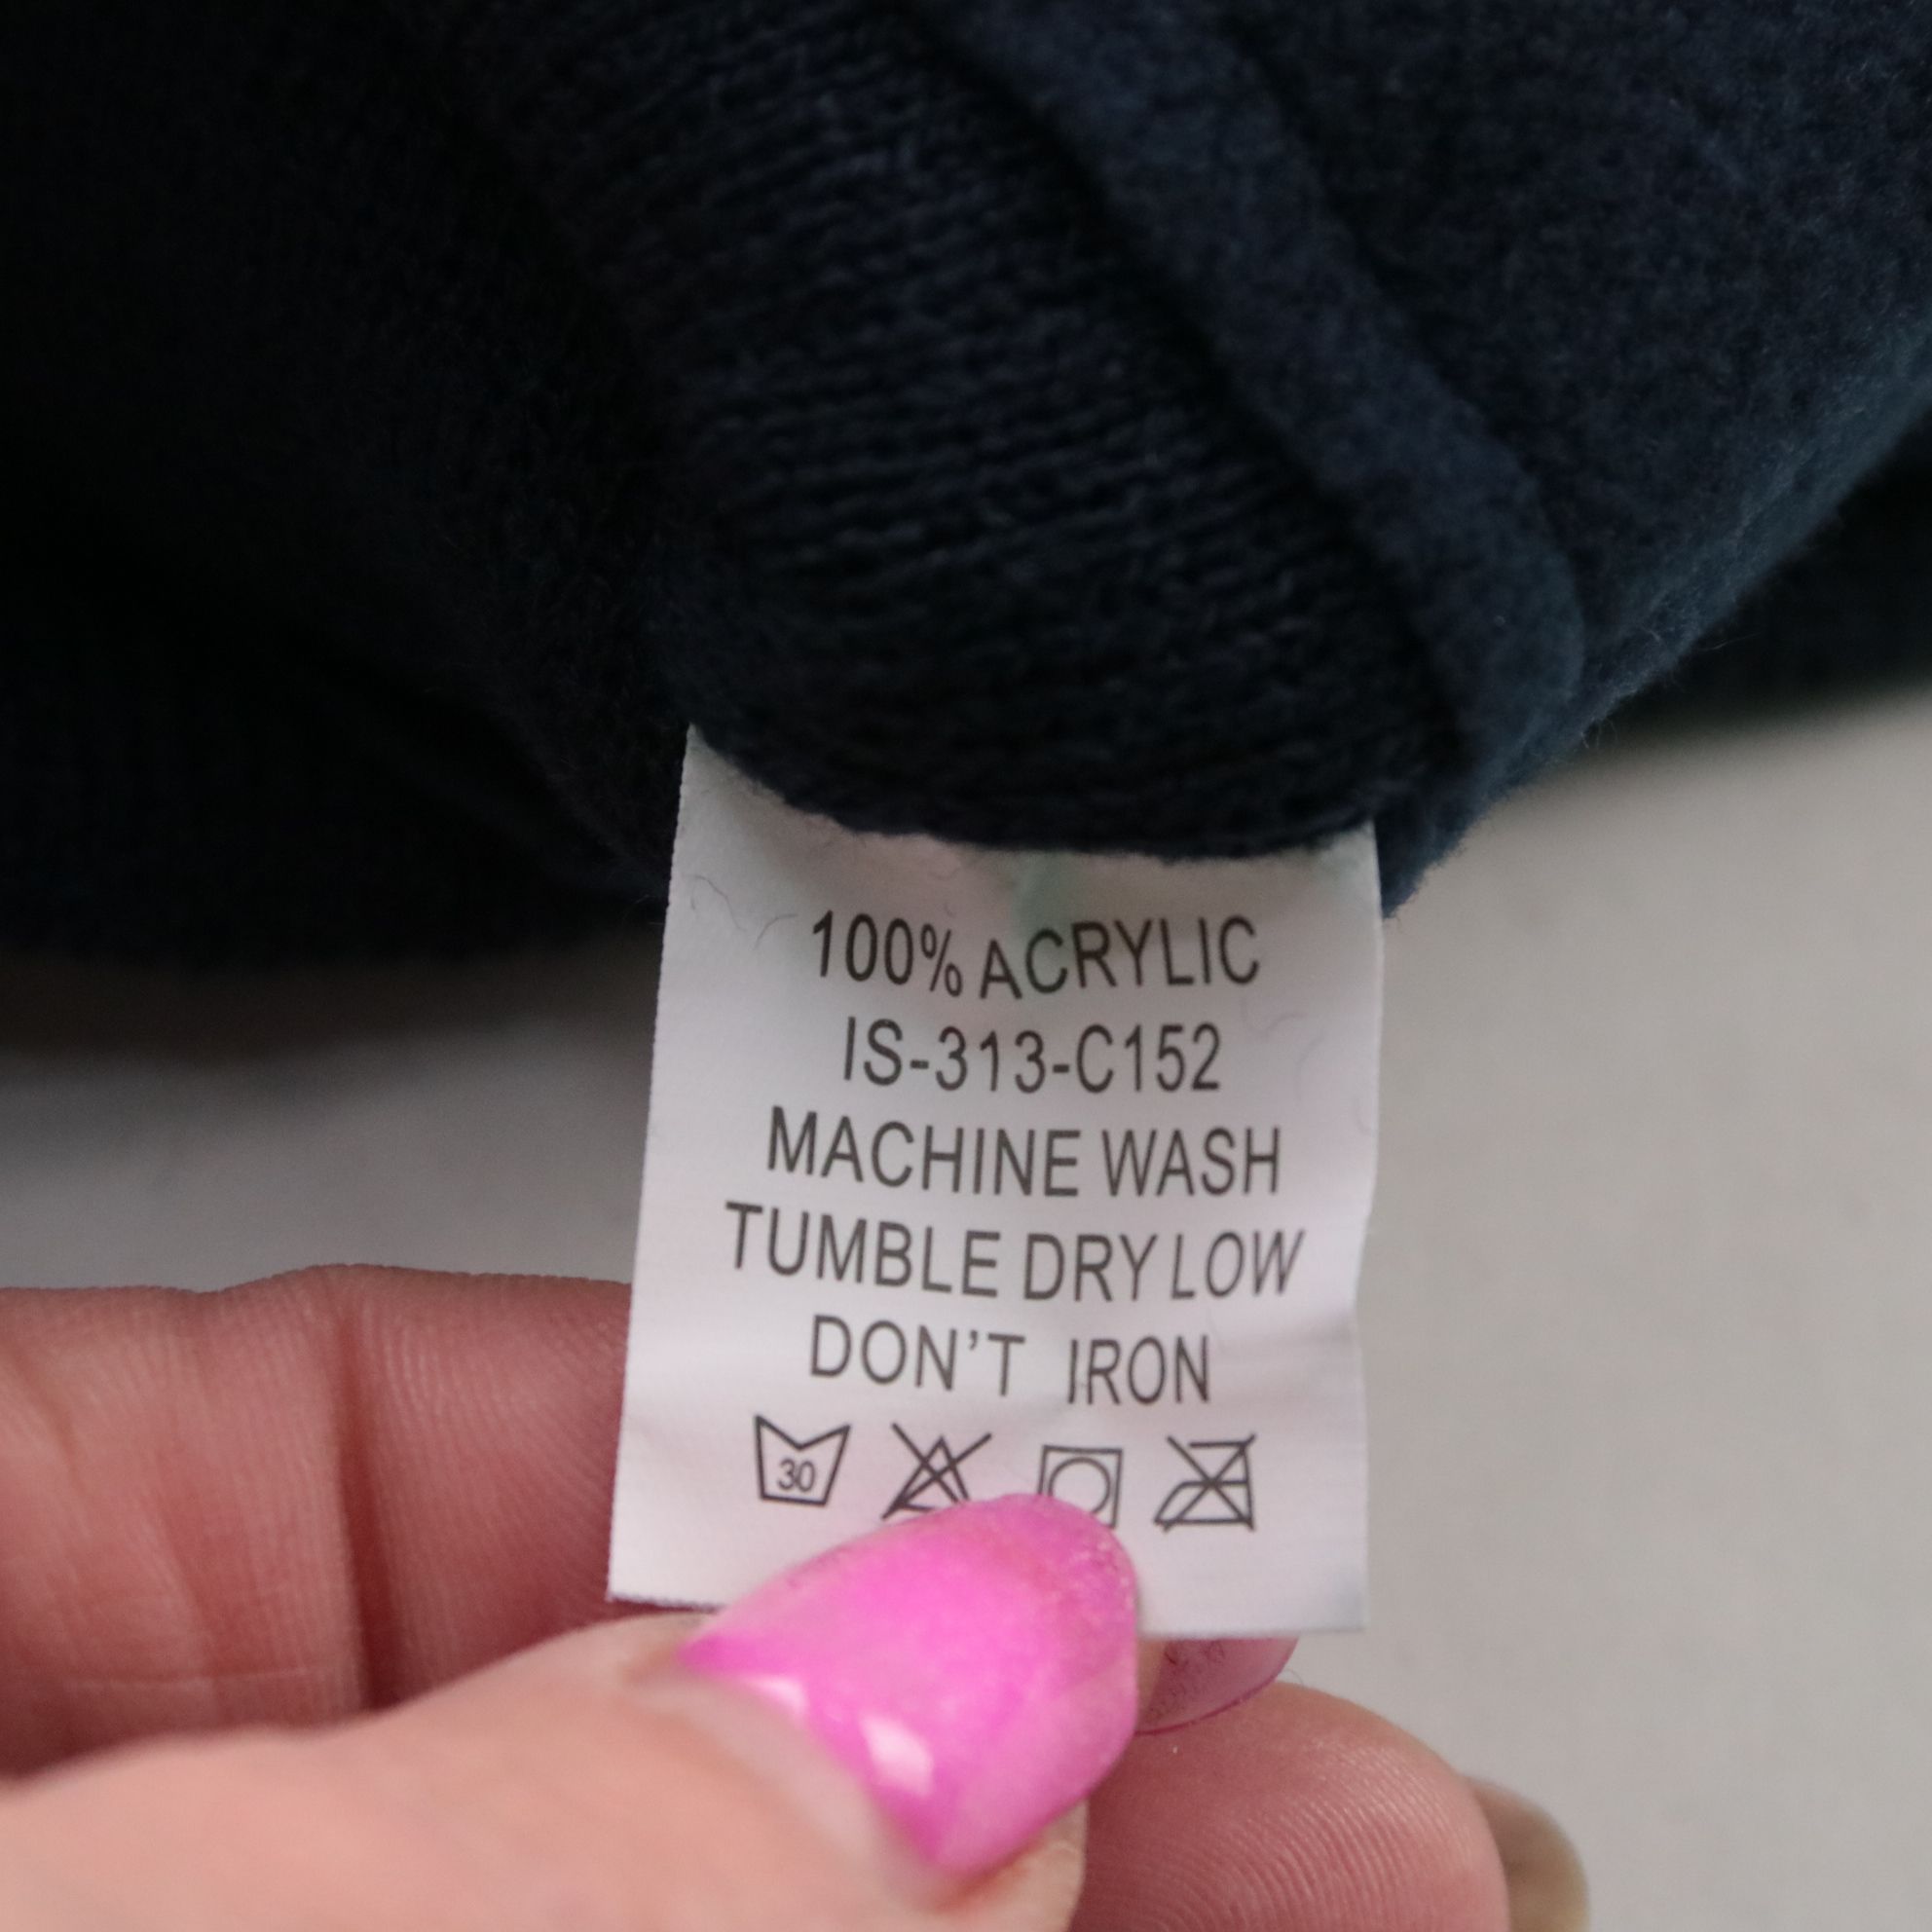 100% ACRYLIC
IS-313-C152
MACHINE WASH
TUMBLE DRY LOW
DON'T IRON
30